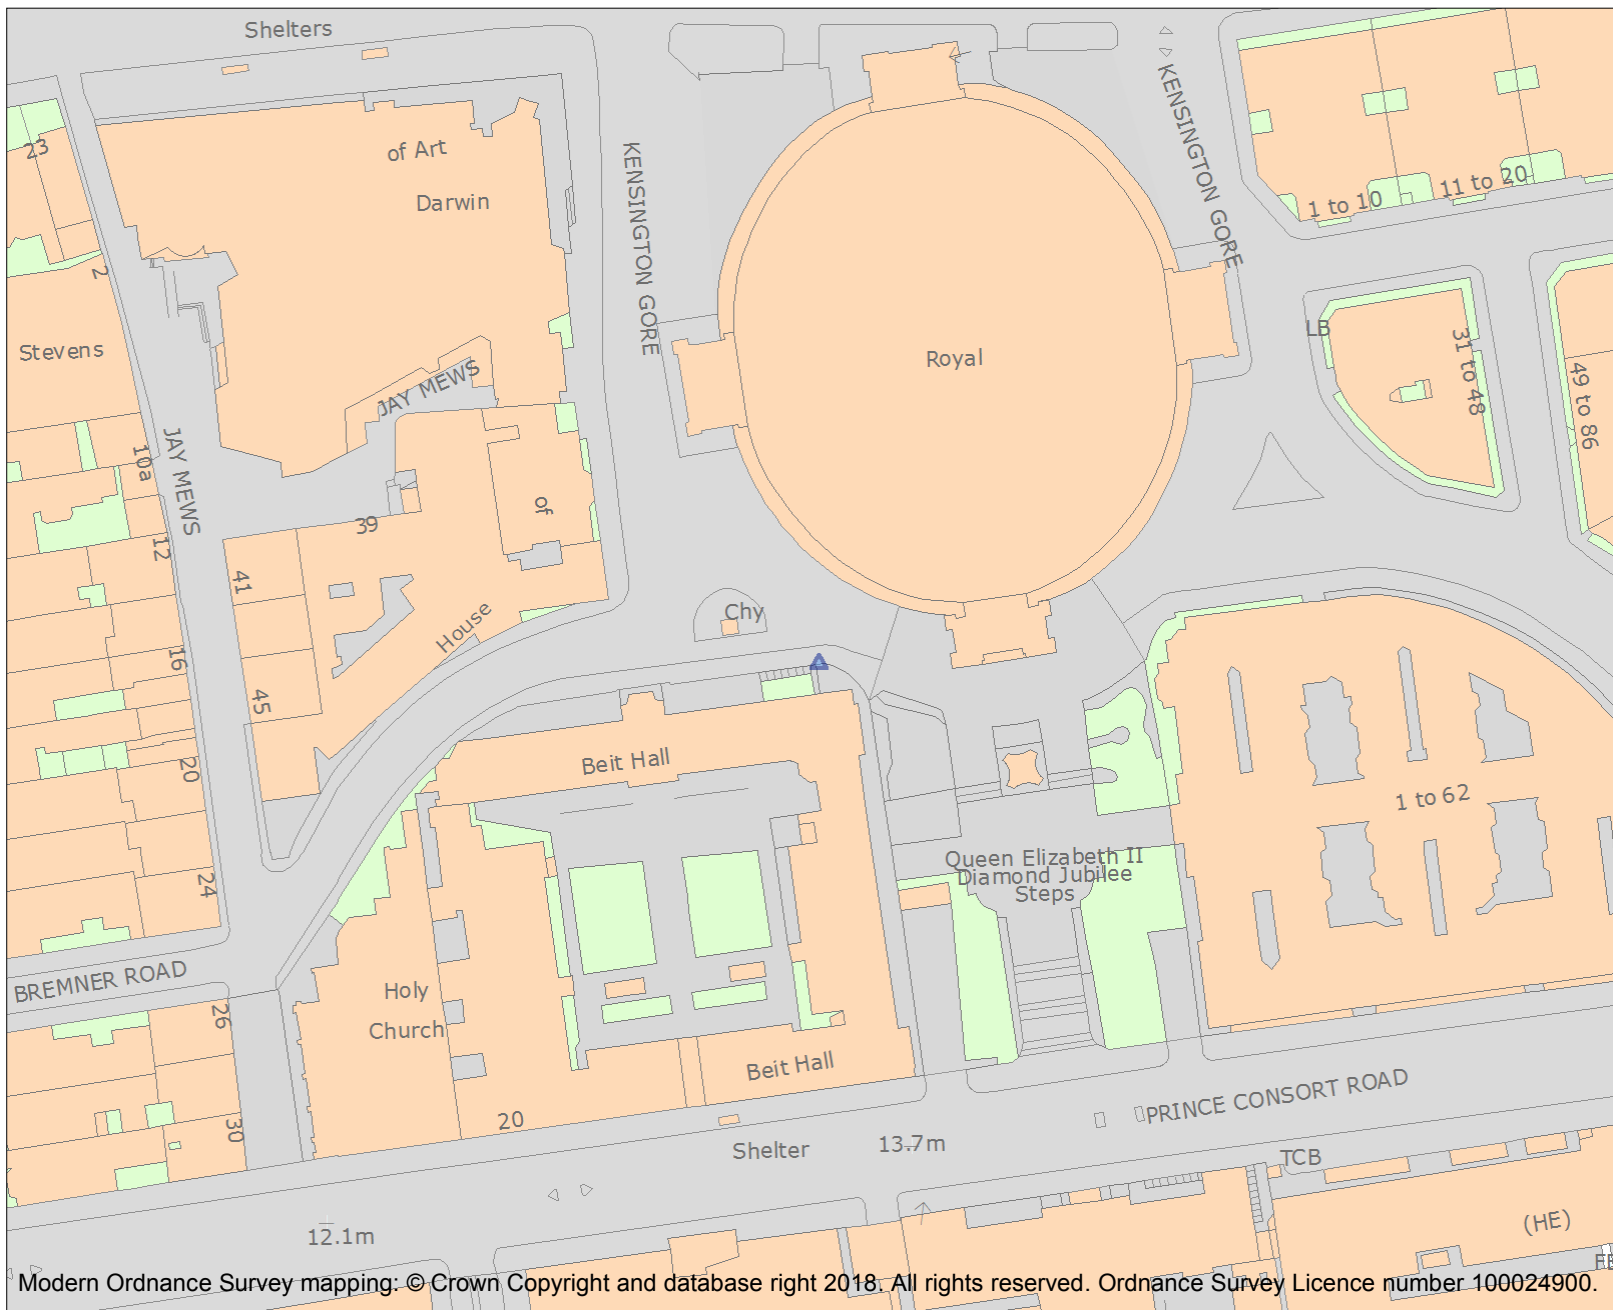 Shelters
of Art
Darwin
23
2
Stevens
KENSINGTON GORE
KENSINGTON GORE
1 to 10
11 to 20
Royal
LB
31 to 48
49 to 86
JAY MEWS
JAY MEWS
10a
12
39
of
41
House
Chy
16
45
20
24
Beit Hall
1 to 62
Queen Elizabeth II
Diamond Jubilee
Steps
BREMNER ROAD
26
Holy
Church
30
20
Beit Hall
PRINCE CONSORT ROAD
Shelter
13.7m
TCB
12.1m
(HE)
Modern Ordnance Survey mapping: © Crown Copyright and database right 2018. All rights reserved. Ordnance Survey Licence number 100024900.